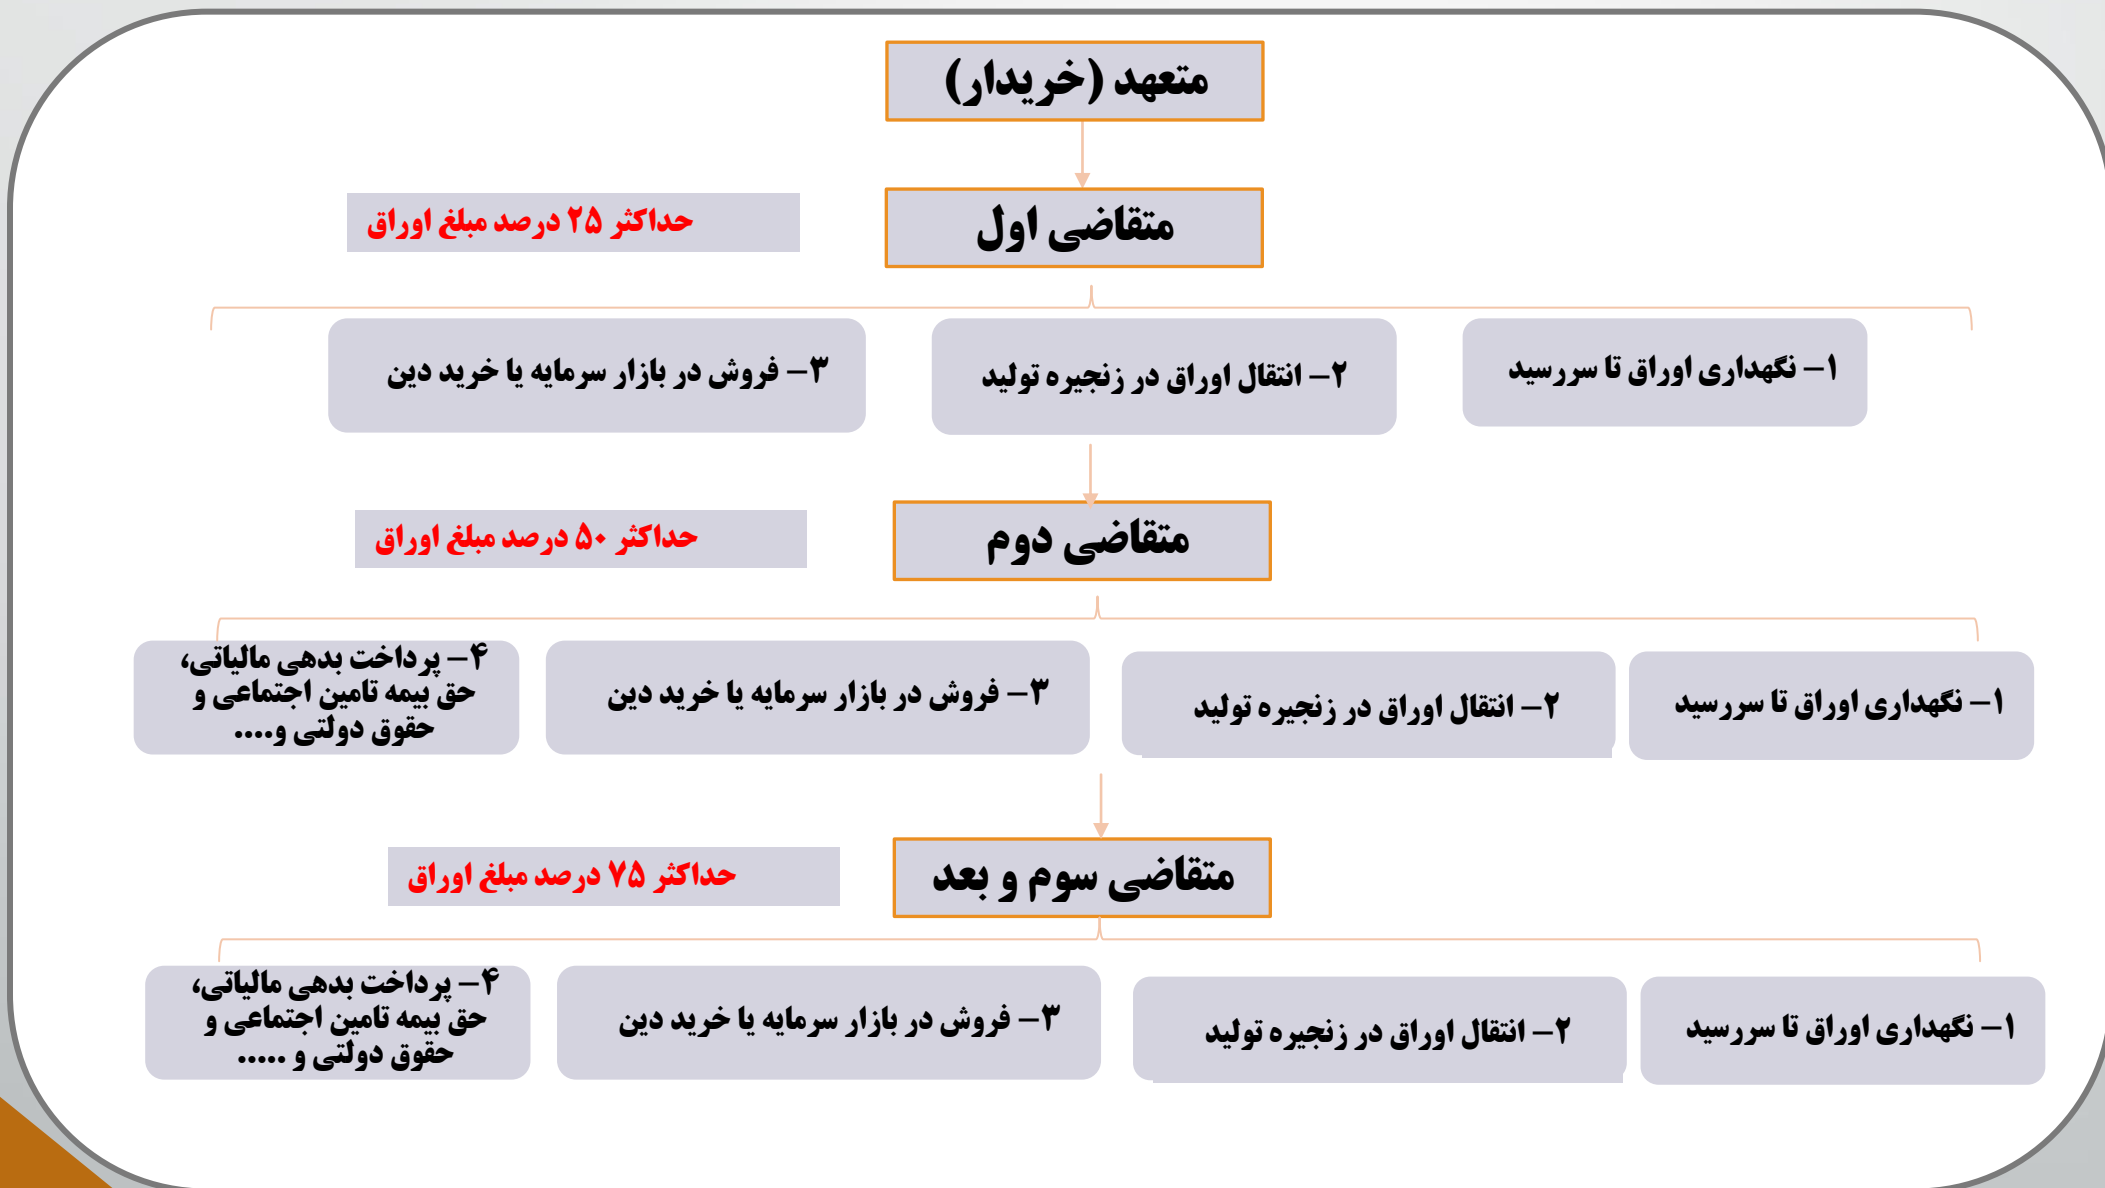 متعهد (خریدار)
متقاضی اول
حداکثر ۲۵ درصد مبلغ اوراق
۱– نگهداری اوراق تا سررسید
۲– انتقال اوراق در زنجیره تولید
۳– فروش در بازار سرمایه یا خرید دین
متقاضی دوم
حداکثر ۵۰ درصد مبلغ اوراق
۱– نگهداری اوراق تا سررسید
۲– انتقال اوراق در زنجیره تولید
۳– فروش در بازار سرمایه یا خرید دین
۴– پرداخت بدهی مالیاتی،
حق بیمه تامین اجتماعی و
حقوق دولتی و....
متقاضی سوم و بعد
حداکثر ۷۵ درصد مبلغ اوراق
۱– نگهداری اوراق تا سررسید
۲– انتقال اوراق در زنجیره تولید
۳– فروش در بازار سرمایه یا خرید دین
۴– پرداخت بدهی مالیاتی،
حق بیمه تامین اجتماعی و
حقوق دولتی و .....